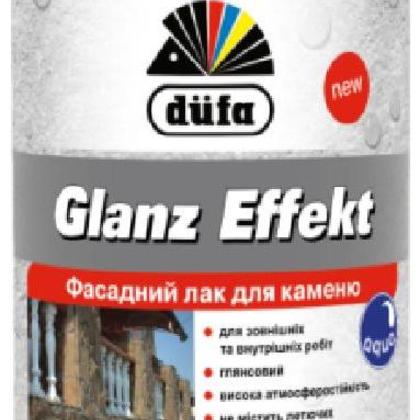 düfa
new
Glanz Effekt
Фасадний лак для каменю
для зовнішніх
та внутрішніх робіт
Aqua
глянсовий
висока атмосферостійкість
не містить летючих